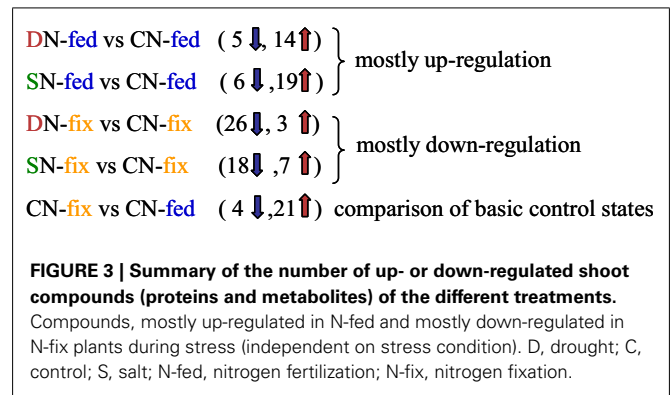 DN-fed vs CN-fed ( 5 ⬇, 14⬆)
SN-fed vs CN-fed ( 6 ⬇ ,19⬆)
mostly up-regulation
DN-fix vs CN-fix (26⬇, 3 ⬆)
SN-fix vs CN-fix (18⬇ ,7 ⬆)
mostly down-regulation
CN-fix vs CN-fed ( 4 ⬇,21⬆) comparison of basic control states
FIGURE 3 | Summary of the number of up- or down-regulated shoot
compounds (proteins and metabolites) of the different treatments.
Compounds, mostly up-regulated in N-fed and mostly down-regulated in
N-fix plants during stress (independent on stress condition). D, drought; C,
control; S, salt; N-fed, nitrogen fertilization; N-fix, nitrogen fixation.